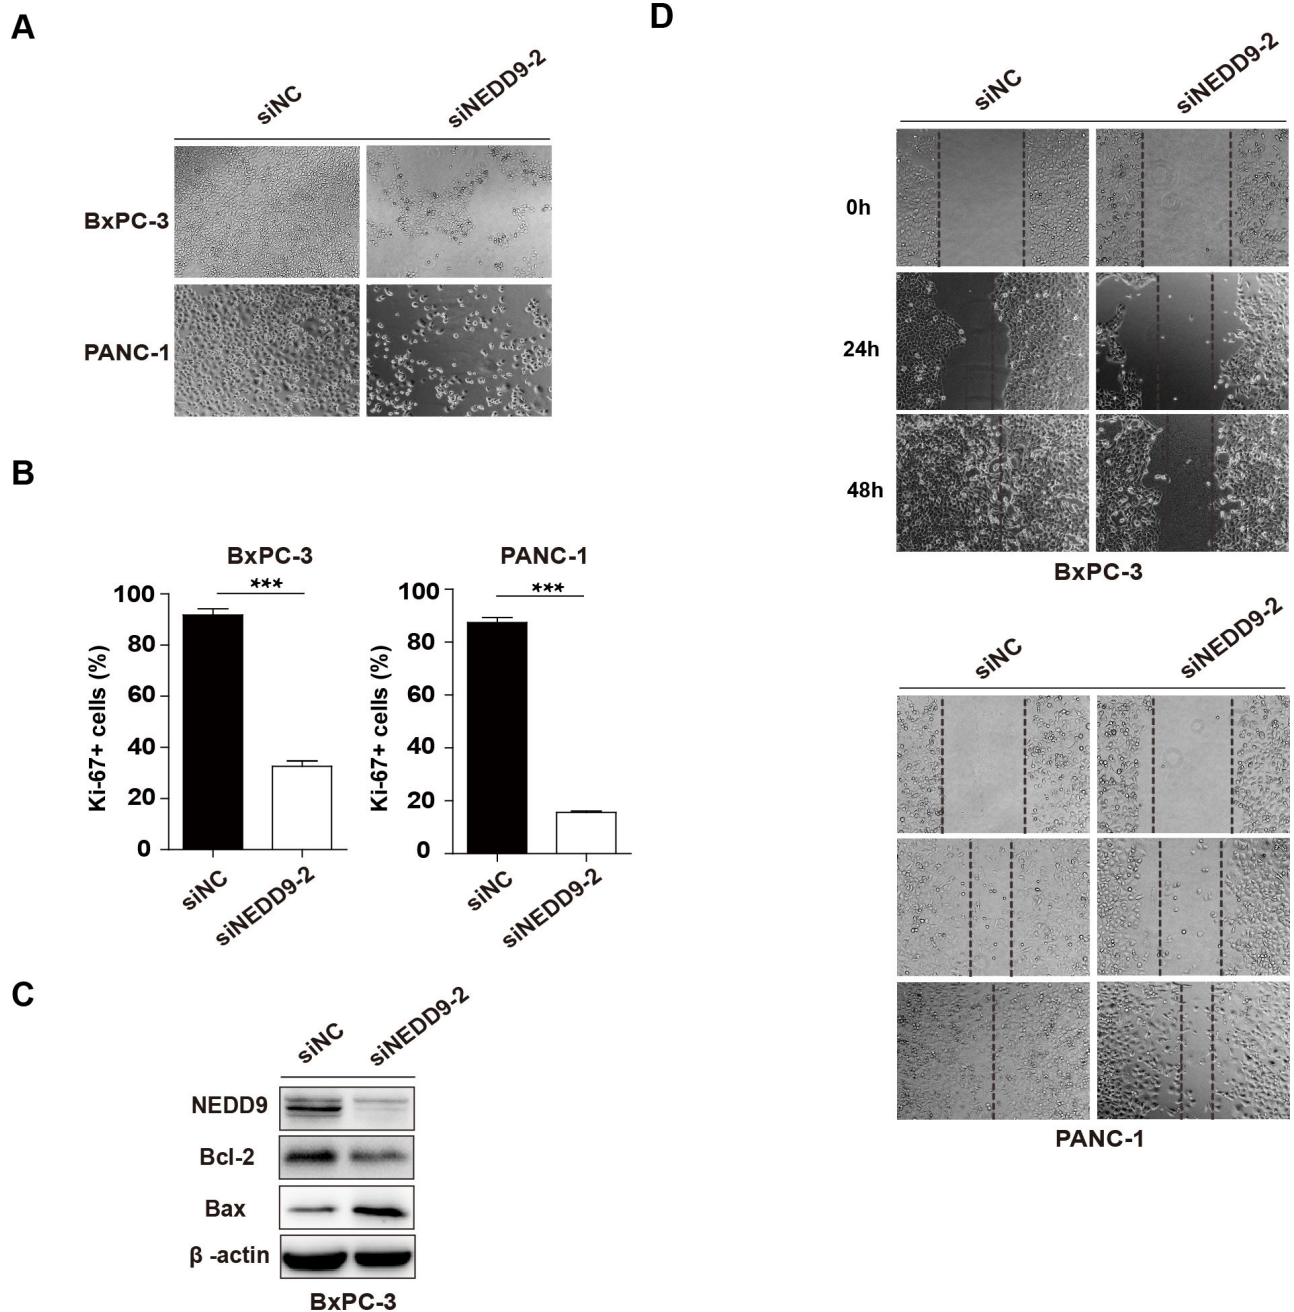 A
siNC
siNEDD9-2
BxPC-3
PANC-1
B
BxPC-3
***
Ki-67+ cells (%)
100
80
60
40
20
0
siNC
siNEDD9-2
PANC-1
***
Ki-67+ cells (%)
100
80
60
40
20
0
siNC
siNEDD9-2
C
siNC
siNEDD9-2
NEDD9
Bcl-2
Bax
β -actin
BxPC-3
D
siNC
siNEDD9-2
0h
24h
48h
BxPC-3
siNC
siNEDD9-2
PANC-1